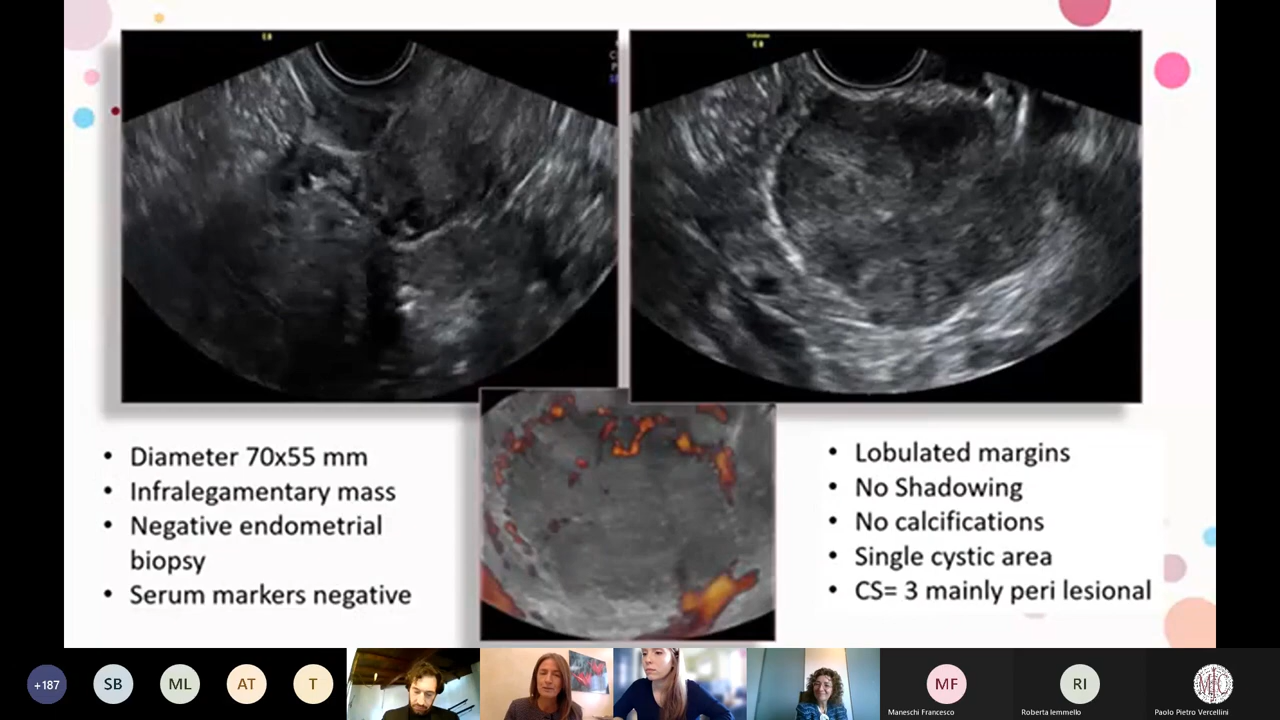 • Diameter 70x55 mm
• Infralegamentary mass
• Negative endometrial
biopsy
• Serum markers negative
• Lobulated margins
• No Shadowing
• No calcifications
• Single cystic area
• CS= 3 mainly peri lesional
+187
SB
ML
AT
T
MF
Maneschi Francesco
RI
Roberta Iemmello
Paolo Pietro Vercellini